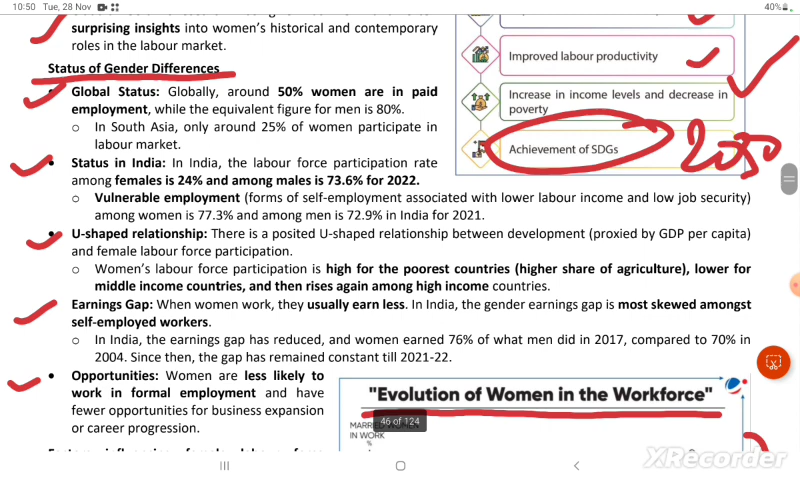 10:50 Tue, 28 Nov
40%
surprising insights into women's historical and contemporary
roles in the labour market.
Status of Gender Differences
• Global Status: Globally, around 50% women are in paid
employment, while the equivalent figure for men is 80%.
o In South Asia, only around 25% of women participate in
labour market.
Improved labour productivity
Increase in income levels and decrease in
poverty
Achievement of SDGs
2030
• Status in India: In India, the labour force participation rate
among females is 24% and among males is 73.6% for 2022.
o Vulnerable employment (forms of self-employment associated with lower labour income and low job security)
among women is 77.3% and among men is 72.9% in India for 2021.
• U-shaped relationship: There is a posited U-shaped relationship between development (proxied by GDP per capita)
and female labour force participation.
o Women's labour force participation is high for the poorest countries (higher share of agriculture), lower for
middle income countries, and then rises again among high income countries.
• Earnings Gap: When women work, they usually earn less. In India, the gender earnings gap is most skewed amongst
self-employed workers.
o In India, the earnings gap has reduced, and women earned 76% of what men did in 2017, compared to 70% in
2004. Since then, the gap has remained constant till 2021-22.
• Opportunities: Women are less likely to
work in formal employment and have
fewer opportunities for business expansion
or career progression.
"Evolution of Women in the Workforce"
46 of 124
IN WORK
%
XRecorder